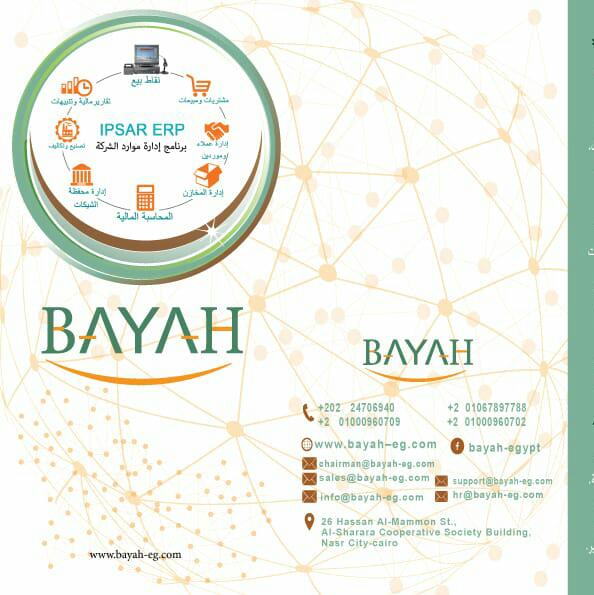 نقاط بيع
تقارير مالية وتنبيهات
مشتريات ومبيعات
IPSAR ERP
برنامج إدارة موارد الشركة
تصنيع وتكاليف
إدارة عملاء
وموردين
إدارة محفظة
الشيكات
إدارة المخازن
المحاسبة المالية
BAYAH
www.bayah-eg.com
BAYAH
+202 24706940
+2 01000960709
+2 01067897788
+2 01000960702
www.bayah-eg.com
bayah-egypt
chairman@bayah-eg.com
sales@bayah-eg.com
support@bayah-eg.com
info@bayah-eg.com
hr@bayah-eg.com
26 Hassan Al-Mammon St.,
Al-Sharara Cooperative Society Building,
Nasr City-cairo